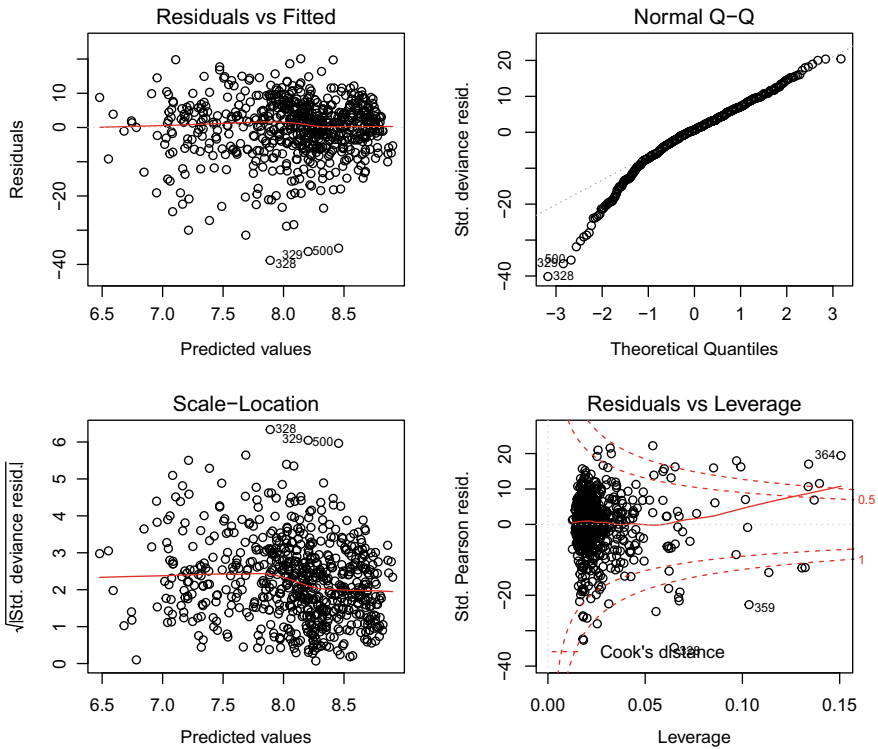 Residuals vs Fitted
Residuals
10
0
−20
−40
6.5 7.0 7.5 8.0 8.5
Predicted values
329 500
328
Normal Q−Q
Std. deviance resid.
20
10
0
−20
−40
−3 −2 −1 0 1 2 3
Theoretical Quantiles
500
329
328
Scale−Location
√|Std. deviance resid.|
6
5
4
3
2
1
0
6.5 7.0 7.5 8.0 8.5
Predicted values
328
329 500
Residuals vs Leverage
Std. Pearson resid.
20
10
0
−20
−40
0.00 0.05 0.10 0.15
Leverage
364
0.5
1
359
Cook's distance